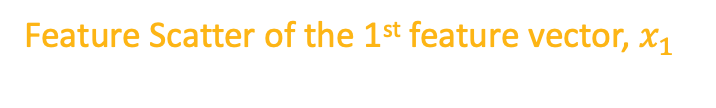 Feature Scatter of the 1st feature vector, x₁